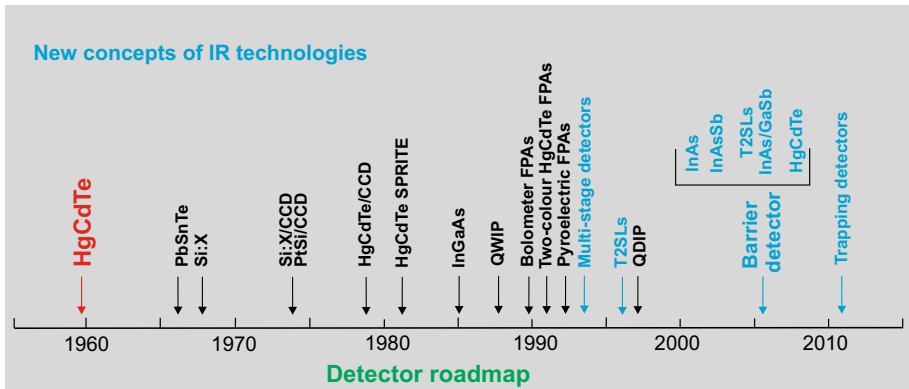 New concepts of IR technologies
HgCdTe
PbSnTe
Si:X
Si:X/CCD
PtSi/CCD
HgCdTe/CCD
HgCdTe SPRITE
InGaAs
QWIP
Bolometer FPAs
Two-colour HgCdTe FPAs
Pyroelectric FPAs
Multi-stage detectors
T2SLs
QDIP
InAs
InAsSb
T2SLs
InAs/GaSb
HgCdTe
Barrier
detector
Trapping detectors
1960 1970 1980 1990 2000 2010
Detector roadmap